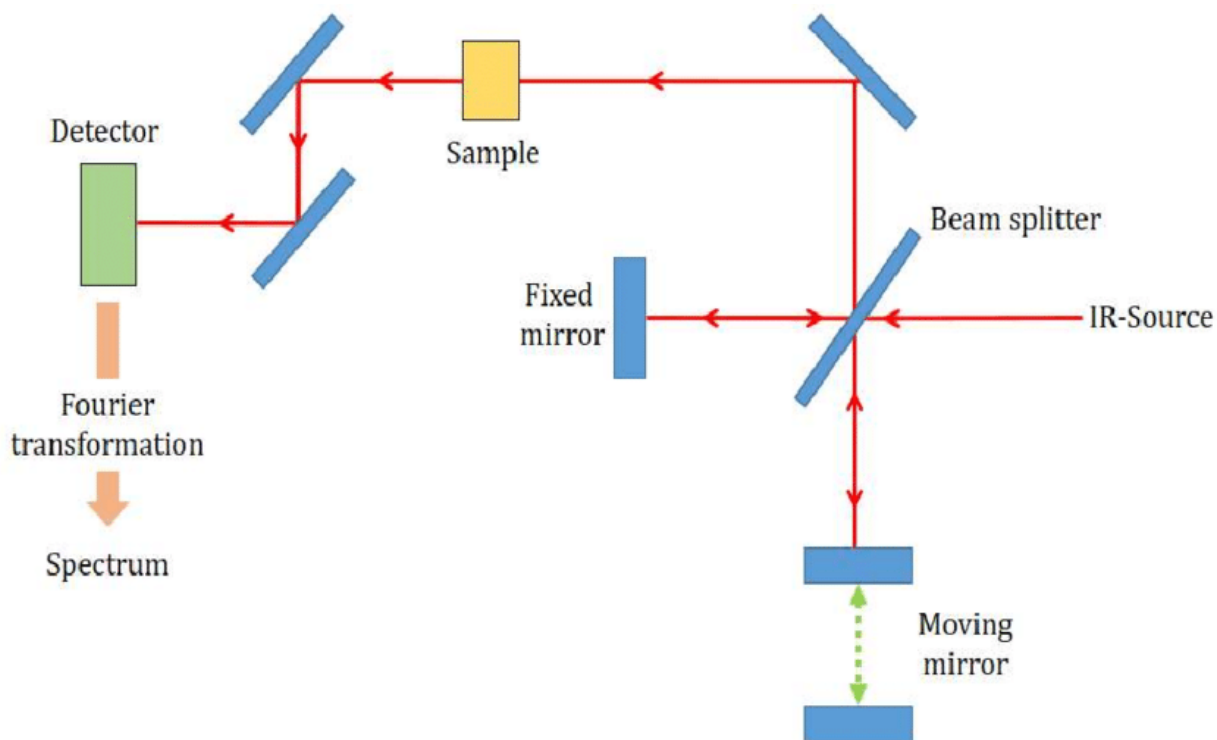 Detector
Sample
Beam splitter
Fixed
mirror
IR-Source
Fourier
transformation
Spectrum
Moving
mirror